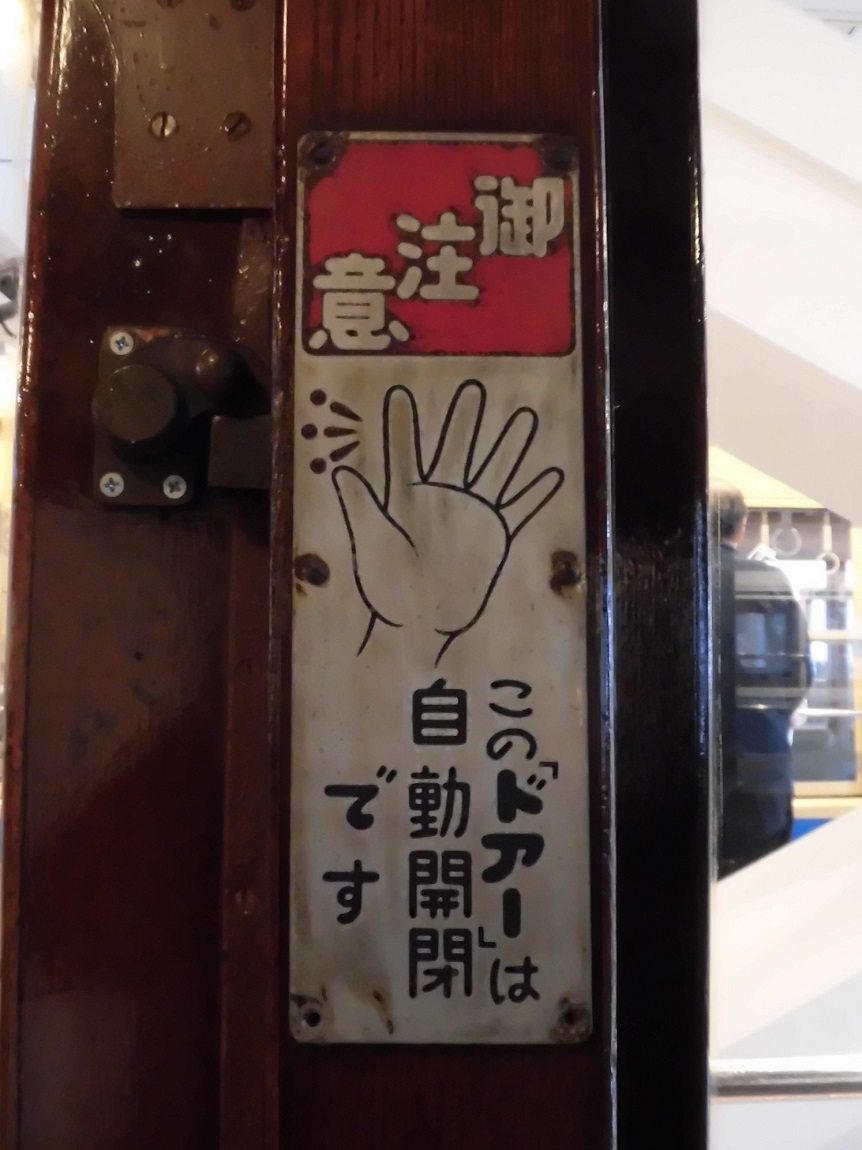 御注意
この「ドアー」は
自動開閉
です